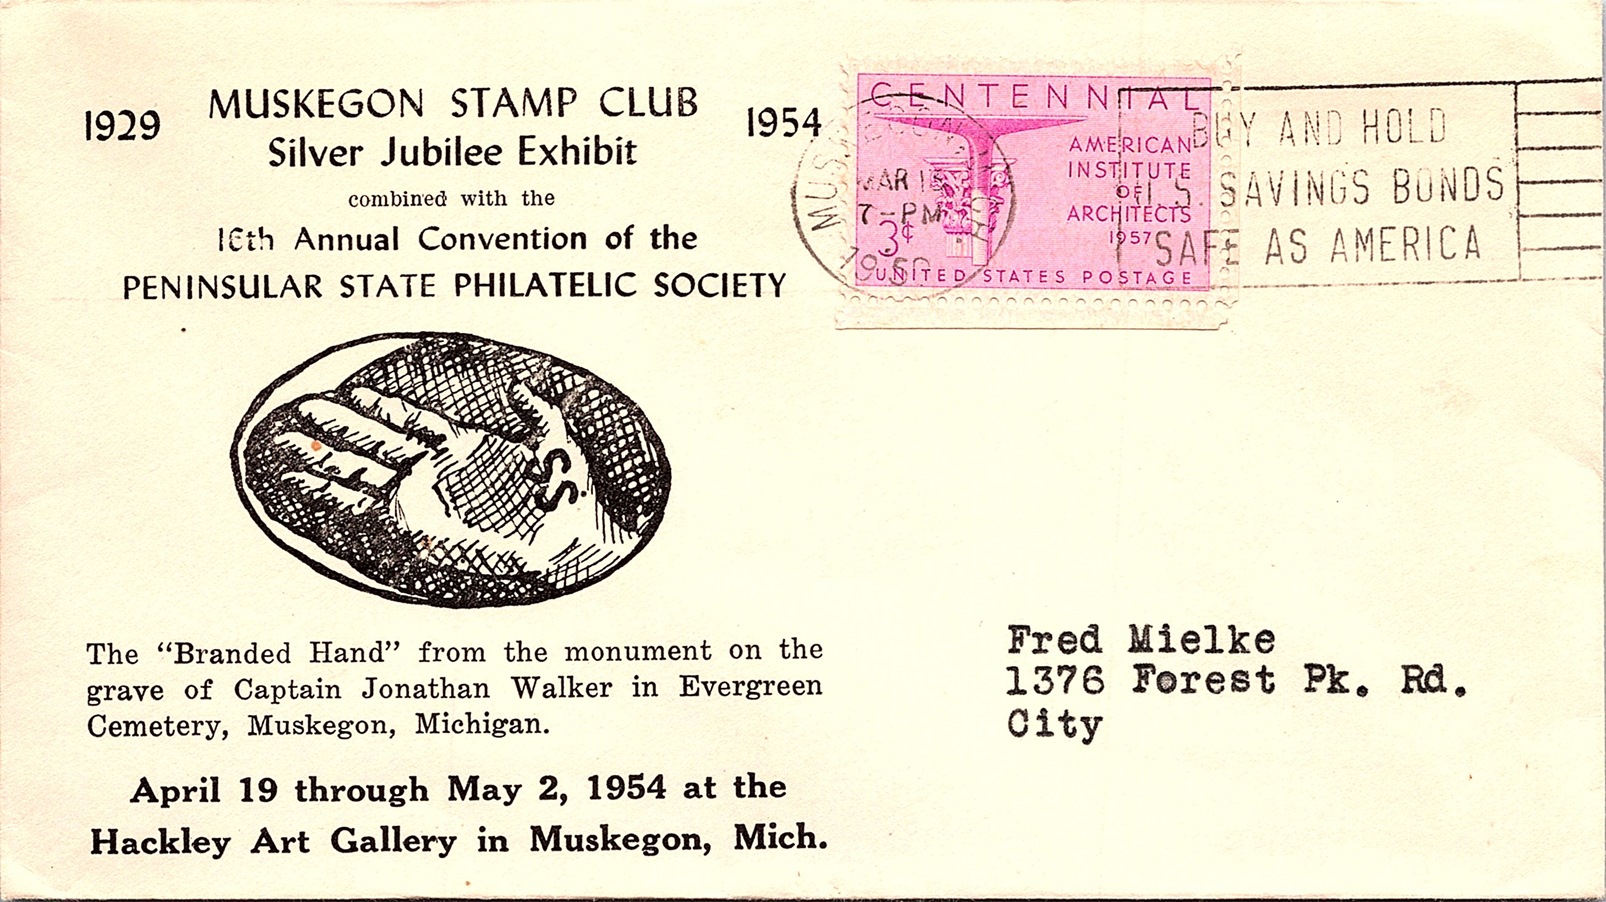 1929
MUSKEGON STAMP CLUB
1954
Silver Jubilee Exhibit
combined with the
16th Annual Convention of the
PENINSULAR STATE PHILATELIC SOCIETY
SS
The "Branded Hand" from the monument on the
grave of Captain Jonathan Walker in Evergreen
Cemetery, Muskegon, Michigan.
April 19 through May 2, 1954 at the
Hackley Art Gallery in Muskegon, Mich.
CENTENNIAL
AMERICAN
INSTITUTE
OF
ARCHITECTS
1957
3¢
UNITED STATES POSTAGE
MUSKEGON,
MAR
7-PM
BUY AND HOLD
U.S. SAVINGS BONDS
SAFE AS AMERICA
Fred Mielke
1376 Forest Pk. Rd.
City